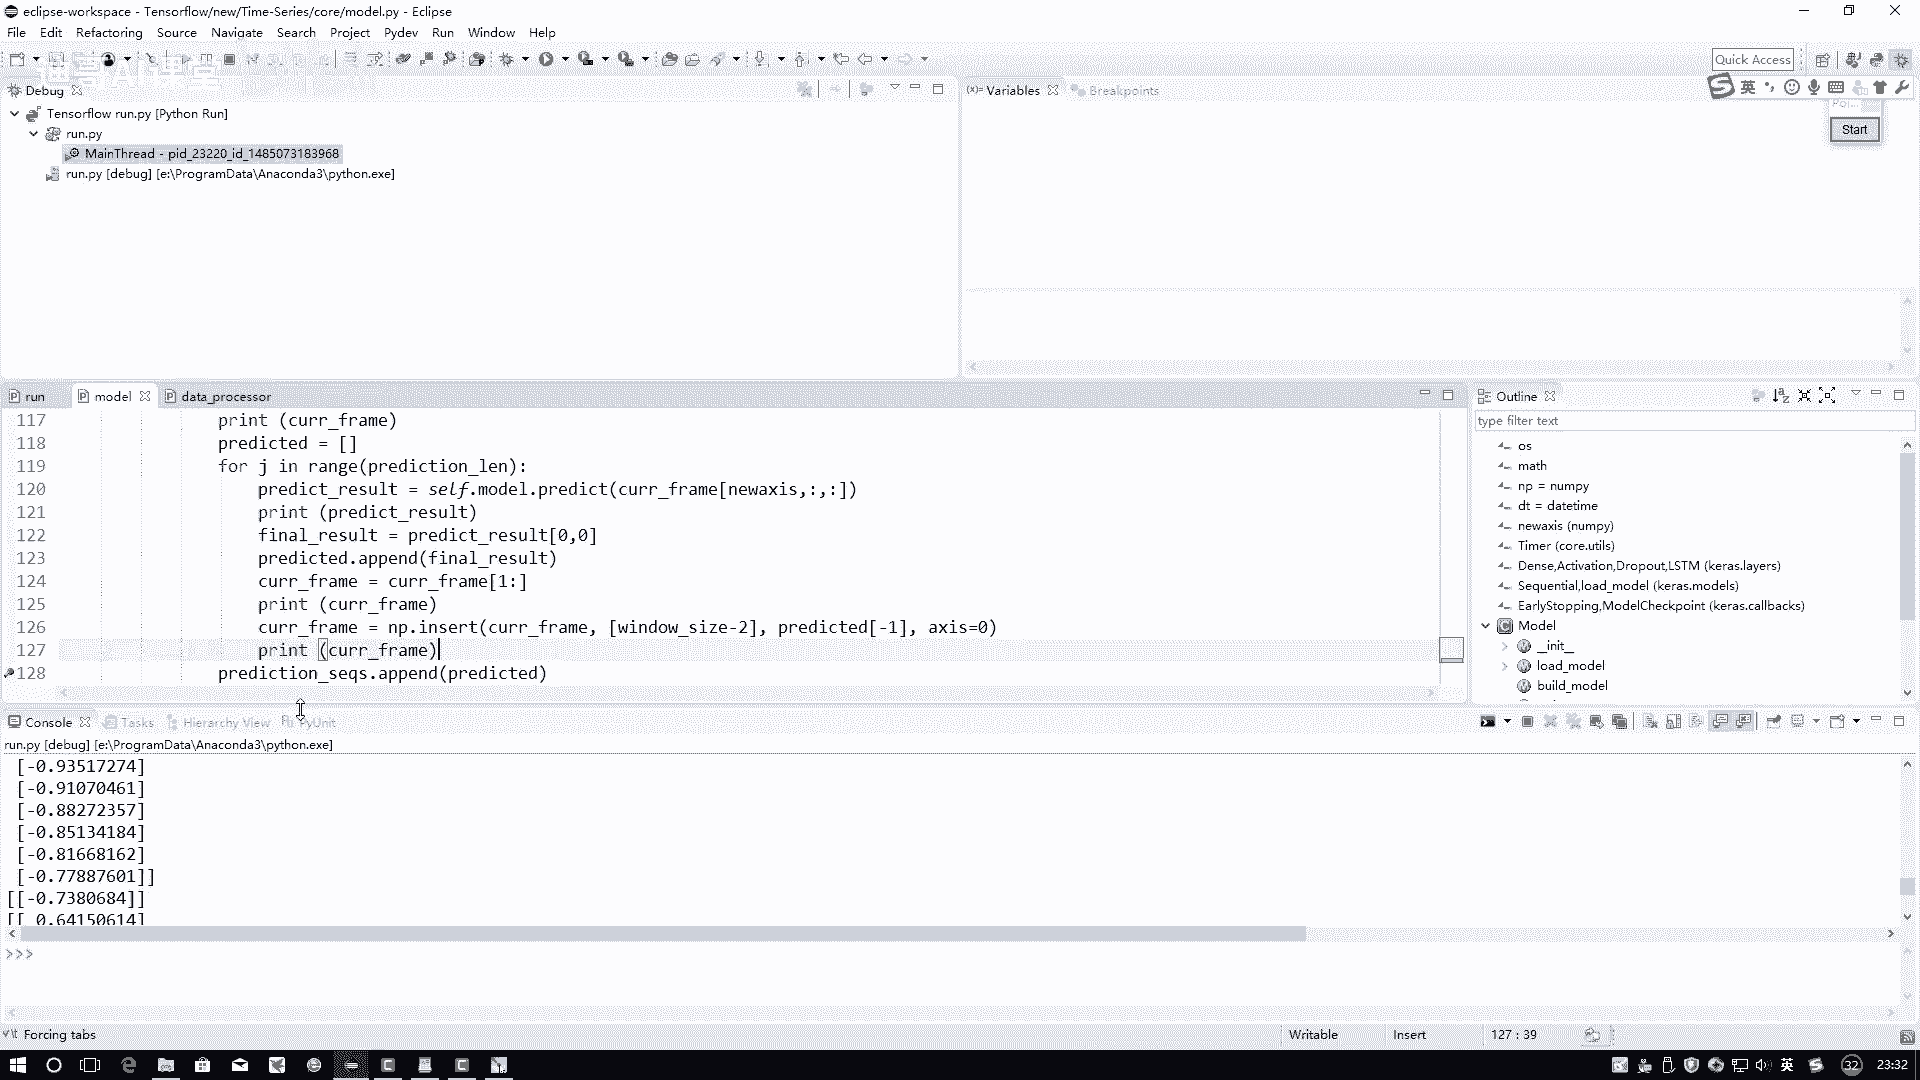 eclipse-workspace - Tensorflow/new/Time-Series/core/model.py - Eclipse
File Edit Refactoring Source Navigate Search Project Pydev Run Window Help
Quick Access
Debug
Variables Breakpoints
英
Start
Tensorflow run.py [Python Run]
run.py
MainThread - pid_23220_id_1485073183968
run.py [debug] [e:\ProgramData\Anaconda3\python.exe]
run model data_processor
117 print (curr_frame)
118 predicted = []
119 for j in range(prediction_len):
120 predict_result = self.model.predict(curr_frame[newaxis,:,:])
121 print (predict_result)
122 final_result = predict_result[0,0]
123 predicted.append(final_result)
124 curr_frame = curr_frame[1:]
125 print (curr_frame)
126 curr_frame = np.insert(curr_frame, [window_size-2], predicted[-1], axis=0)
127 print (curr_frame)
128 prediction_seqs.append(predicted)
Outline
type filter text
os
math
np = numpy
dt = datetime
newaxis (numpy)
Timer (core.utils)
Dense,Activation,Dropout,LSTM (keras.layers)
Sequential,load_model (keras.models)
EarlyStopping,ModelCheckpoint (keras.callbacks)
Model
__init__
load_model
build_model
Console Tasks Hierarchy View PyUnit
run.py [debug] [e:\ProgramData\Anaconda3\python.exe]
[-0.93517274]
[-0.91070461]
[-0.88272357]
[-0.85134184]
[-0.81668162]
[-0.77887601]]
[[-0.7380684]]
[[ 0.64150614]
>>>
Forcing tabs
Writable
Insert
127 : 39
英
32
23:32